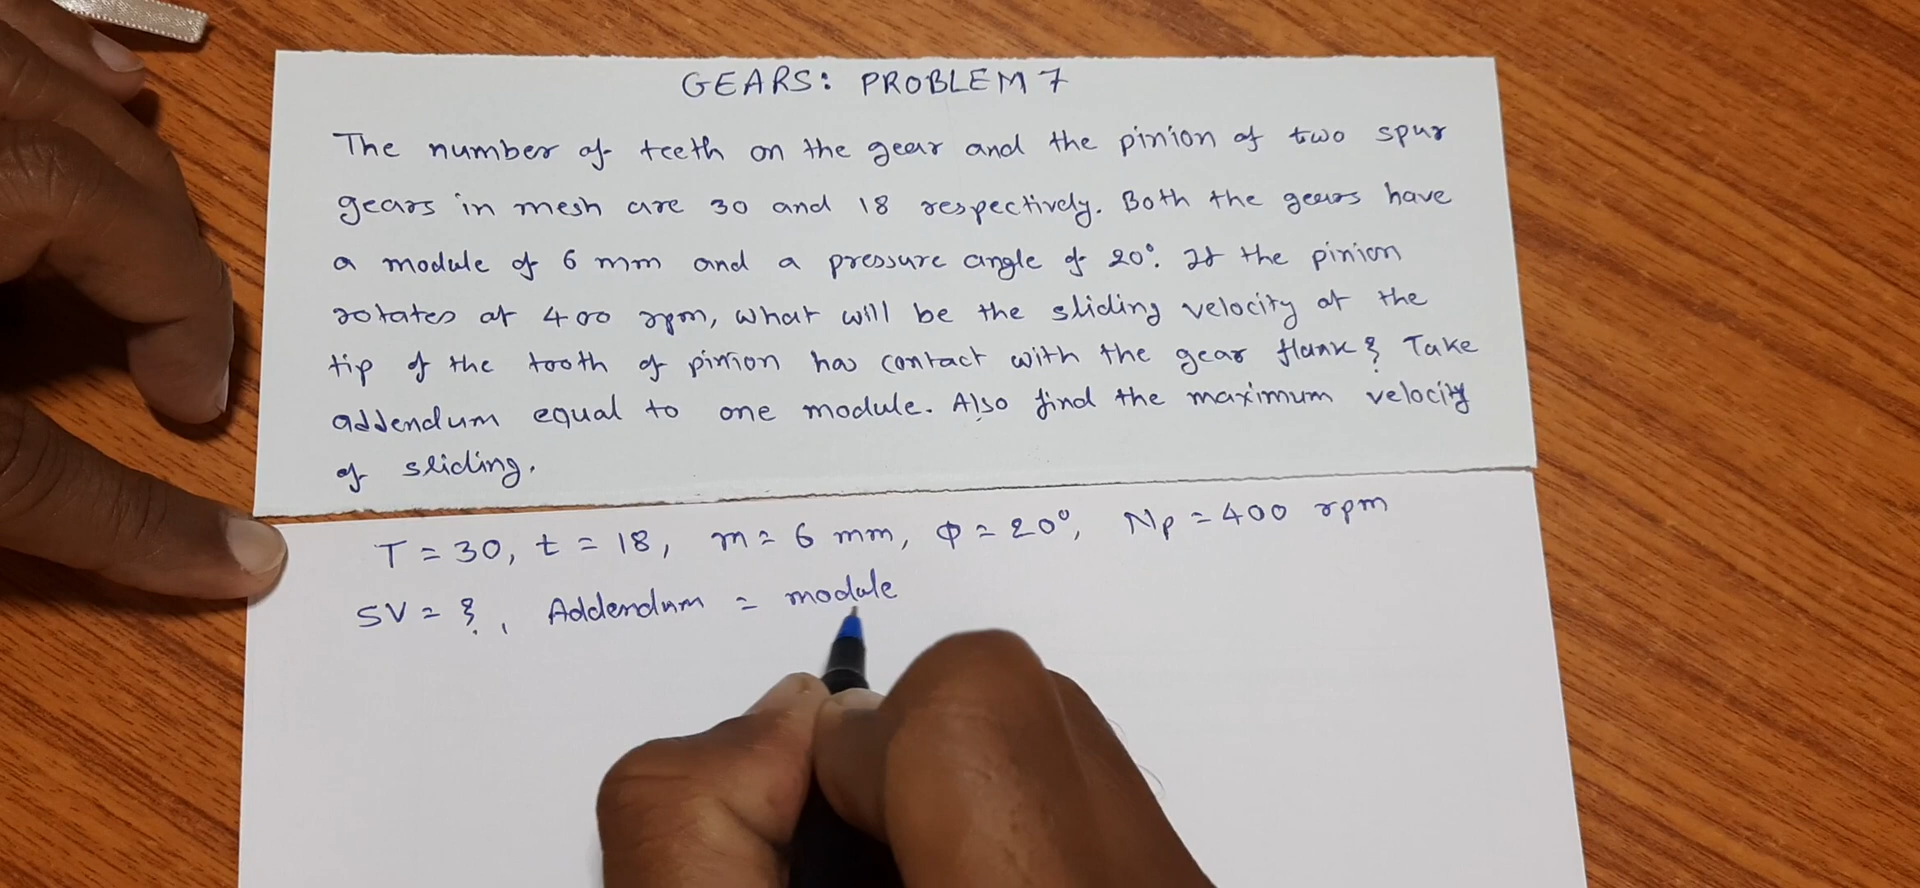 GEARS: PROBLEM 7
The number of teeth on the gear and the pinion of two spur
gears in mesh are 30 and 18 respectively. Both the gears have
a module of 6 mm and a pressure angle of 20°. If the pinion
rotates at 400 rpm, what will be the sliding velocity at the
tip of the tooth of pinion has contact with the gear flank? Take
addendum equal to one module. Also find the maximum velocity
of sliding.
T = 30, t = 18, m = 6 mm, Φ = 20°, Np = 400 rpm
SV = ?, Addendum = module